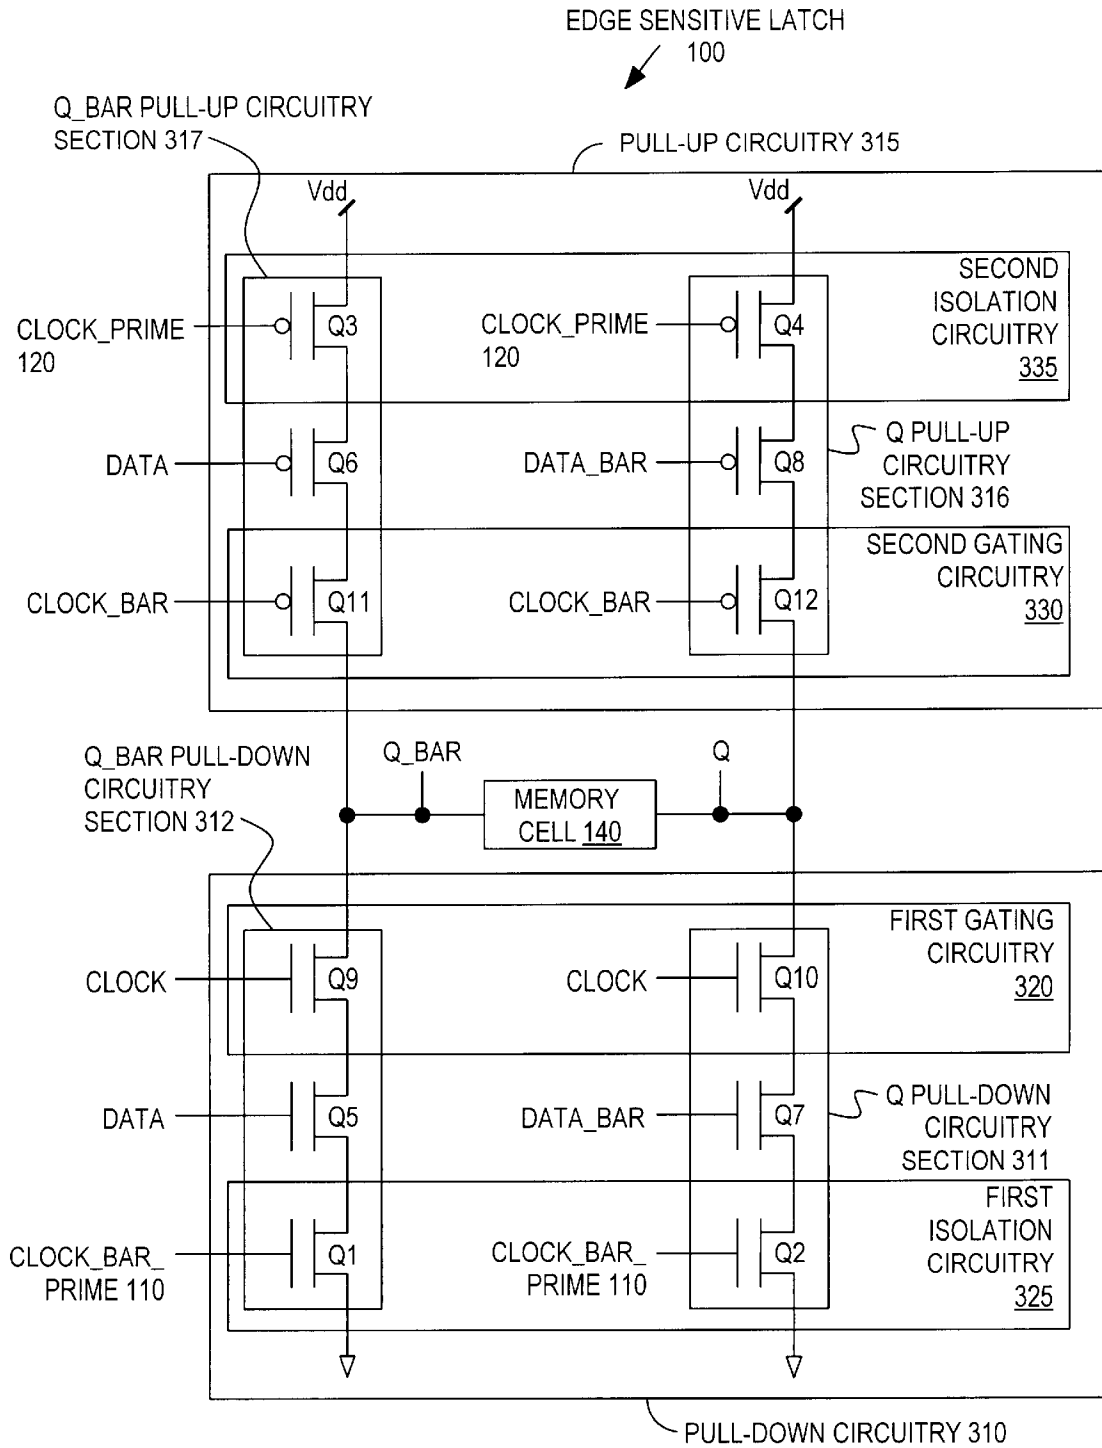 EDGE SENSITIVE LATCH
100
Q_BAR PULL-UP CIRCUITRY
SECTION 317
PULL-UP CIRCUITRY 315
Vdd
Vdd
SECOND
ISOLATION
CIRCUITRY
335
CLOCK_PRIME
120
Q3
CLOCK_PRIME
120
Q4
DATA
Q6
DATA_BAR
Q8
Q PULL-UP
CIRCUITRY
SECTION 316
SECOND GATING
CIRCUITRY
330
CLOCK_BAR
Q11
CLOCK_BAR
Q12
Q_BAR PULL-DOWN
CIRCUITRY
SECTION 312
Q_BAR
MEMORY
CELL 140
Q
FIRST GATING
CIRCUITRY
320
CLOCK
Q9
CLOCK
Q10
DATA
Q5
DATA_BAR
Q7
Q PULL-DOWN
CIRCUITRY
SECTION 311
FIRST
ISOLATION
CIRCUITRY
325
CLOCK_BAR_
PRIME 110
Q1
CLOCK_BAR_
PRIME 110
Q2
PULL-DOWN CIRCUITRY 310